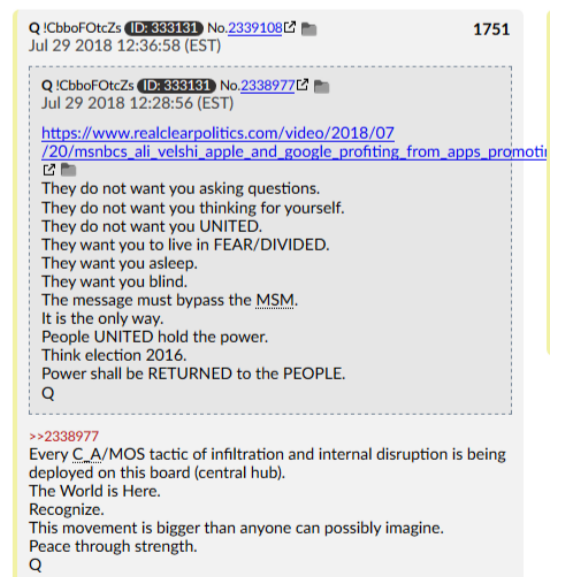 Q !CbboFOtcZs ID: 333131 No.2339108 1751
Jul 29 2018 12:36:58 (EST)
Q !CbboFOtcZs ID: 333131 No.2338977
Jul 29 2018 12:28:56 (EST)
https://www.realclearpolitics.com/video/2018/07
/20/msnbcs_ali_velshi_apple_and_google_profiting_from_apps_promoti
They do not want you asking questions.
They do not want you thinking for yourself.
They do not want you UNITED.
They want you to live in FEAR/DIVIDED.
They want you asleep.
They want you blind.
The message must bypass the MSM.
It is the only way.
People UNITED hold the power.
Think election 2016.
Power shall be RETURNED to the PEOPLE.
Q
>>2338977
Every C_A/MOS tactic of infiltration and internal disruption is being
deployed on this board (central hub).
The World is Here.
Recognize.
This movement is bigger than anyone can possibly imagine.
Peace through strength.
Q